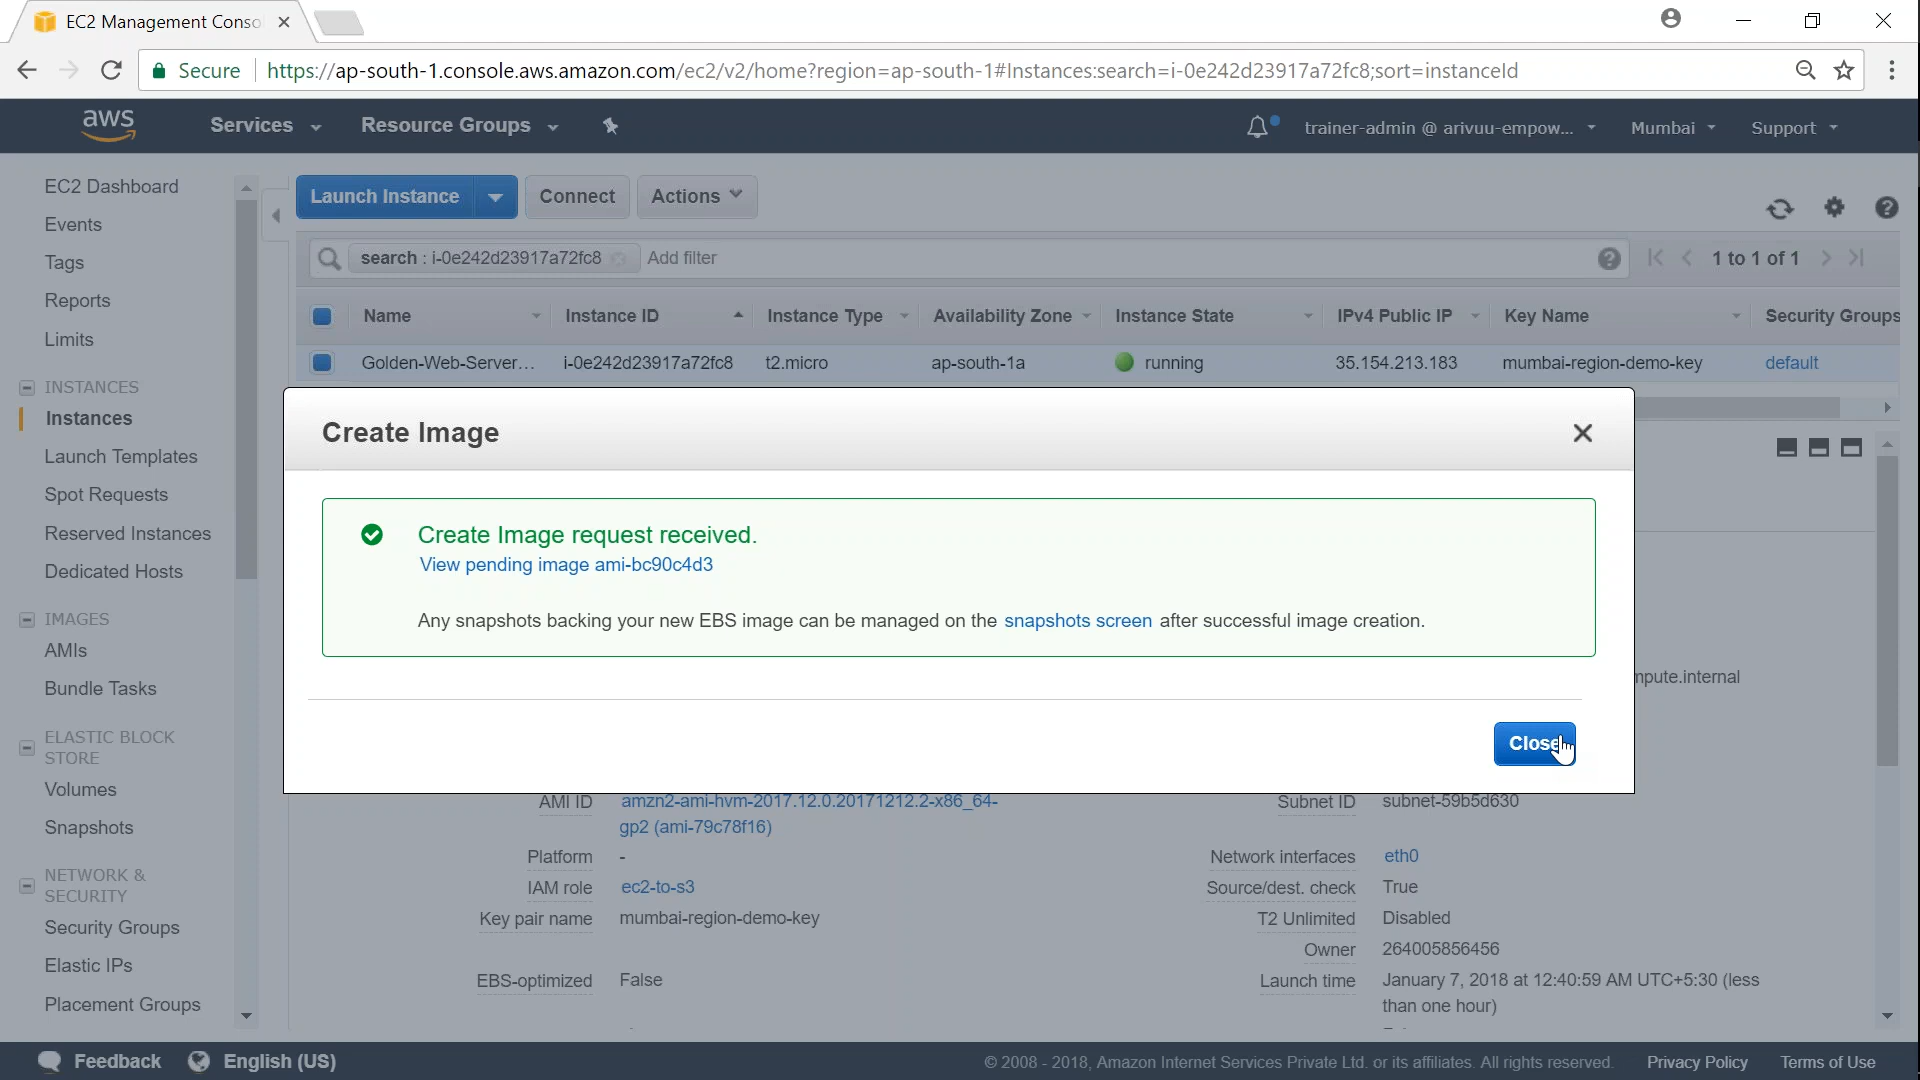 EC2 Management Conso
Secure
https://ap-south-1.console.aws.amazon.com/ec2/v2/home?region=ap-south-1#Instances:search=i-0e242d23917a72fc8;sort=instanceId
aws
Services
Resource Groups
trainer-admin @ arivuu-empow...
Mumbai
Support
EC2 Dashboard
Events
Tags
Reports
Limits
INSTANCES
Instances
Launch Templates
Spot Requests
Reserved Instances
Dedicated Hosts
IMAGES
AMIs
Bundle Tasks
ELASTIC BLOCK
STORE
Volumes
Snapshots
NETWORK &
SECURITY
Security Groups
Elastic IPs
Placement Groups
Launch Instance
Connect
Actions
search : i-0e242d23917a72fc8
Add filter
1 to 1 of 1
Name Instance ID Instance Type Availability Zone Instance State IPv4 Public IP Key Name Security Groups
Golden-Web-Server... i-0e242d23917a72fc8 t2.micro ap-south-1a running 35.154.213.183 mumbai-region-demo-key default
Create Image
Create Image request received.
View pending image ami-bc90c4d3
Any snapshots backing your new EBS image can be managed on the snapshots screen after successful image creation.
Close
mpute.internal
AMI ID amzn2-ami-hvm-2017.12.0.20171212.2-x86_64-
gp2 (ami-79c78f16)
Platform -
IAM role ec2-to-s3
Key pair name mumbai-region-demo-key
EBS-optimized False
Subnet ID subnet-59b5d630
Network interfaces eth0
Source/dest. check True
T2 Unlimited Disabled
Owner 264005856456
Launch time January 7, 2018 at 12:40:59 AM UTC+5:30 (less
than one hour)
Feedback
English (US)
© 2008 - 2018, Amazon Internet Services Private Ltd. or its affiliates. All rights reserved.
Privacy Policy
Terms of Use